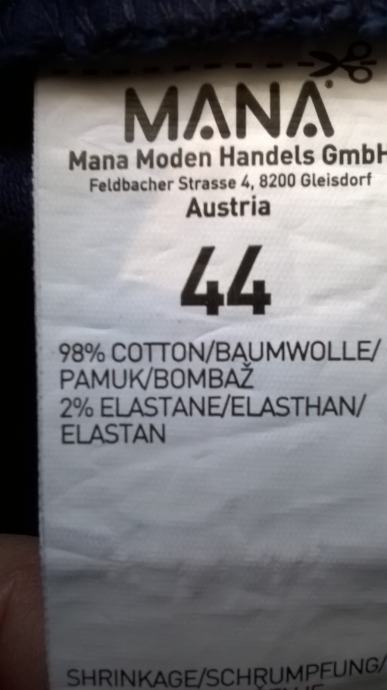 MANA
Mana Moden Handels GmbH
Feldbacher Strasse 4, 8200 Gleisdorf
Austria
44
98% COTTON/BAUMWOLLE/
PAMUK/BOMBAŽ
2% ELASTANE/ELASTHAN/
ELASTAN
SHRINKAGE/SCHRUMPFUNG/